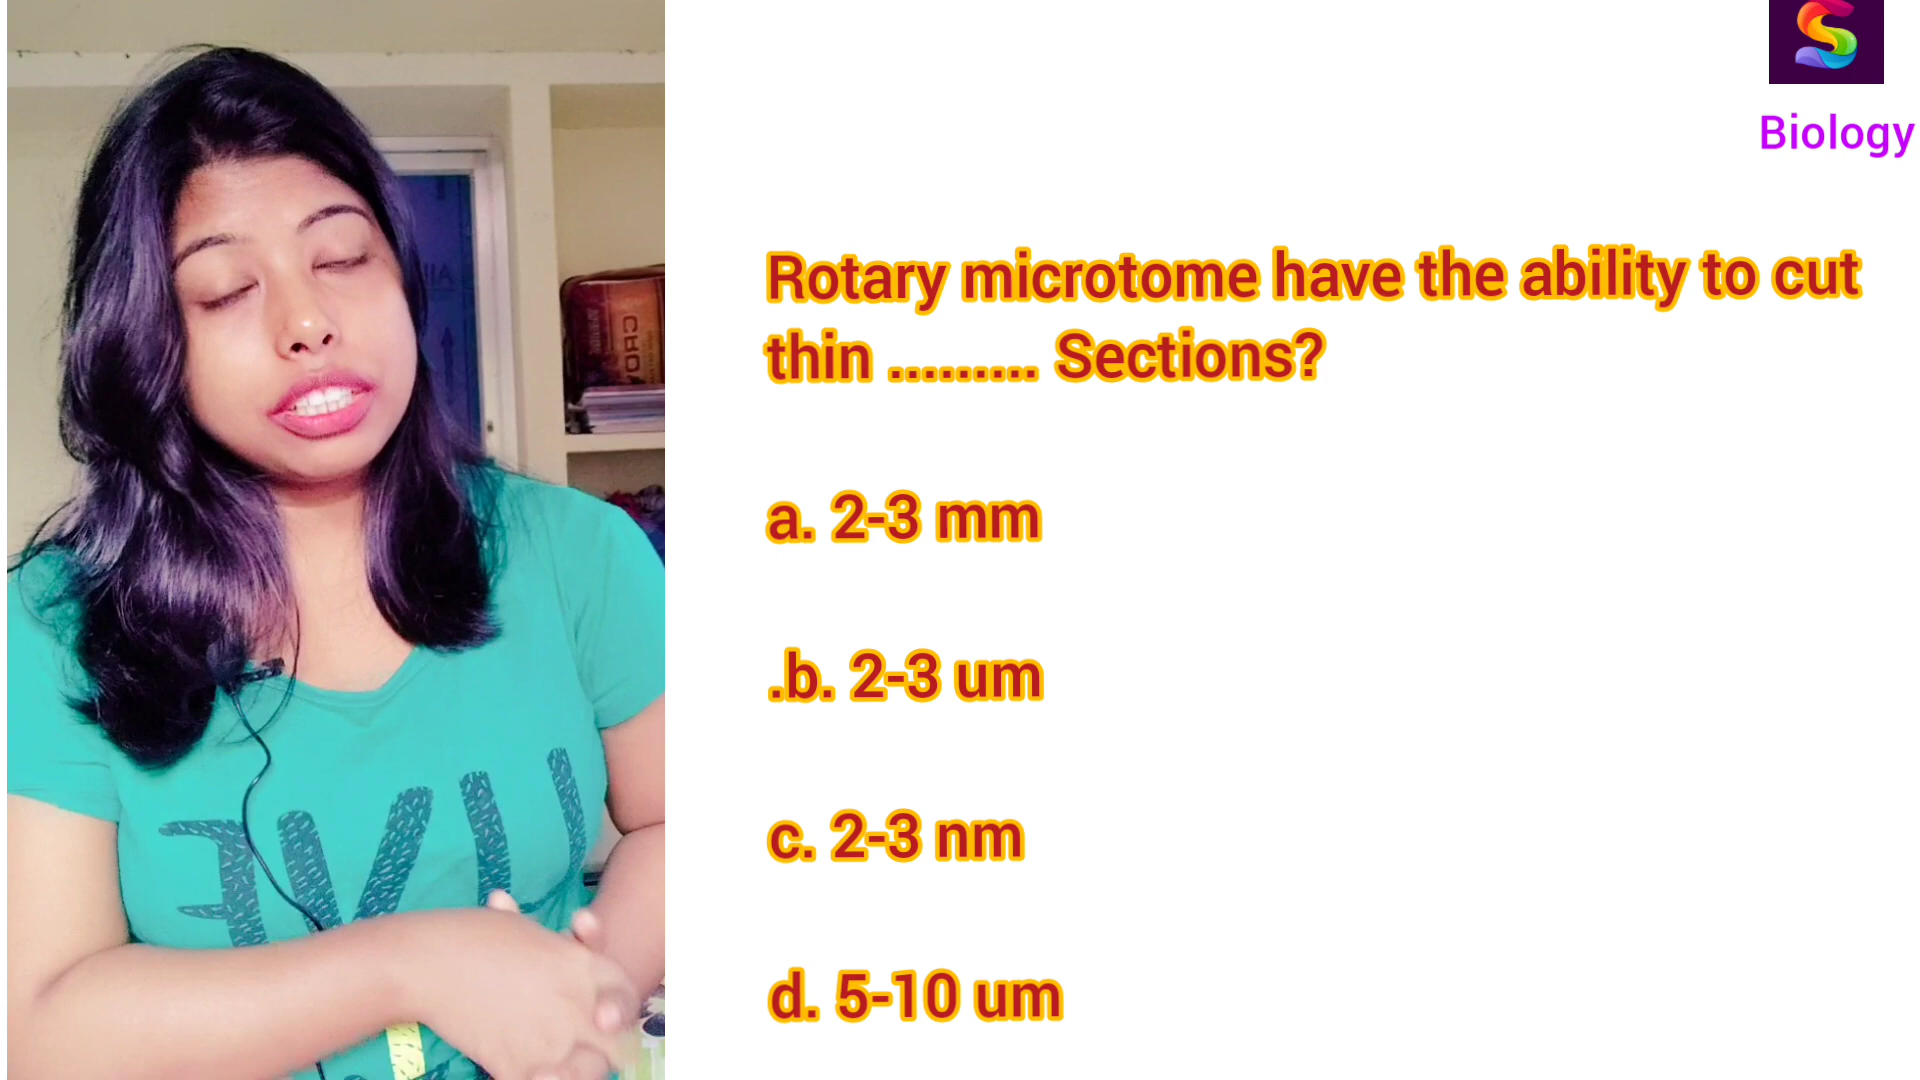 Biology
Rotary microtome have the ability to cut
thin ......... Sections?
a. 2-3 mm
.b. 2-3 um
c. 2-3 nm
d. 5-10 um